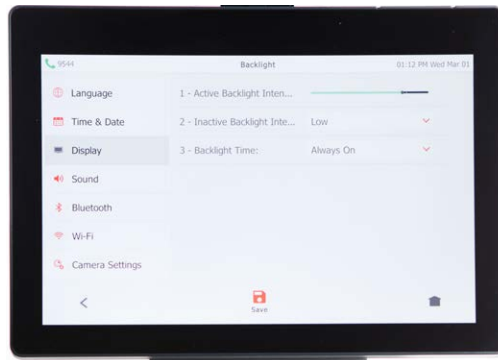 9544 Backlight 01:12 PM Wed Mar 01
Language
Time & Date
Display
Sound
Bluetooth
Wi-Fi
Camera Settings
1 - Active Backlight Inten...
2 - Inactive Backlight Inte... Low
3 - Backlight Time: Always On
Save